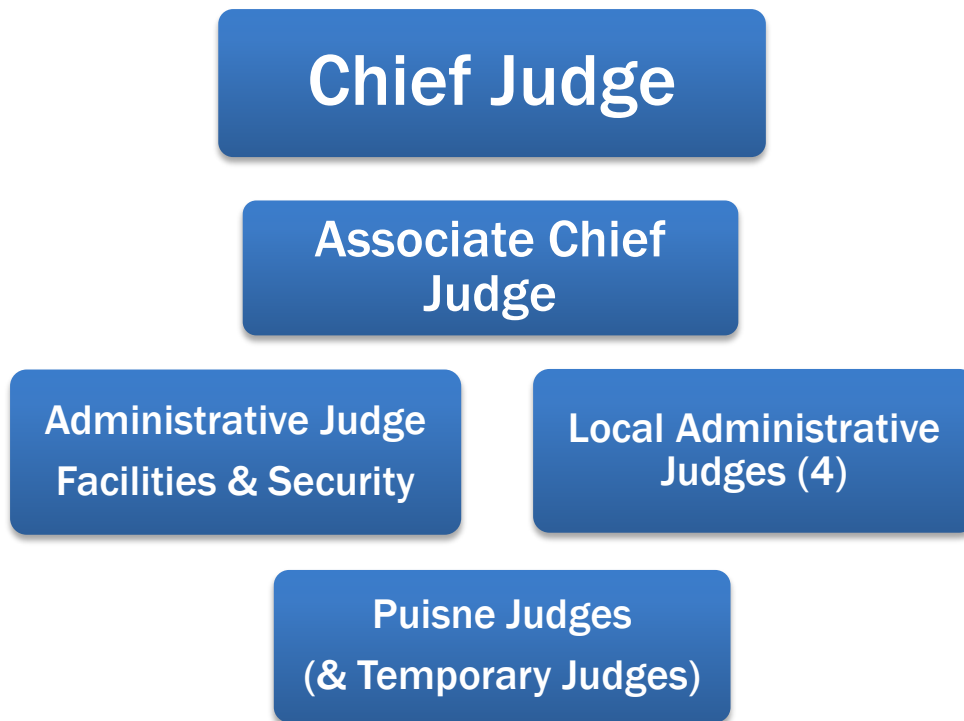 Chief Judge
Associate Chief
Judge
Administrative Judge
Facilities & Security
Local Administrative
Judges (4)
Puisne Judges
(& Temporary Judges)